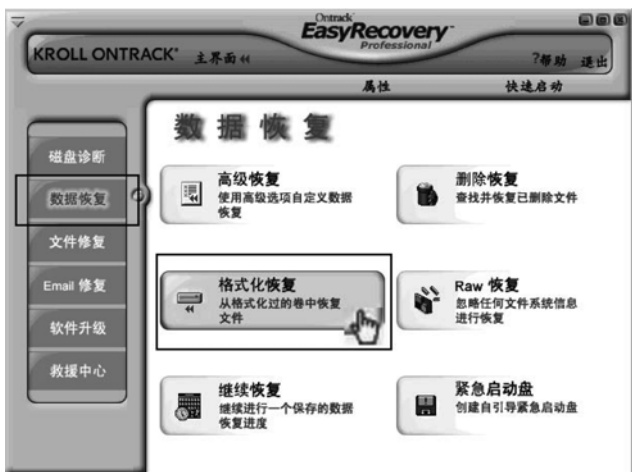 Ontrack®
EasyRecovery™
Professional
KROLL ONTRACK®
主界面
?帮助 退出
属性
快速启动
数据恢复
磁盘诊断
数据恢复
文件修复
Email 修复
软件升级
救援中心
高级恢复
使用高级选项自定义数据
恢复
删除恢复
查找并恢复已删除文件
格式化恢复
从格式化过的卷中恢复
文件
Raw 恢复
忽略任何文件系统信息
进行恢复
继续恢复
继续进行一个保存的数据
恢复进度
紧急启动盘
创建自引导紧急启动盘